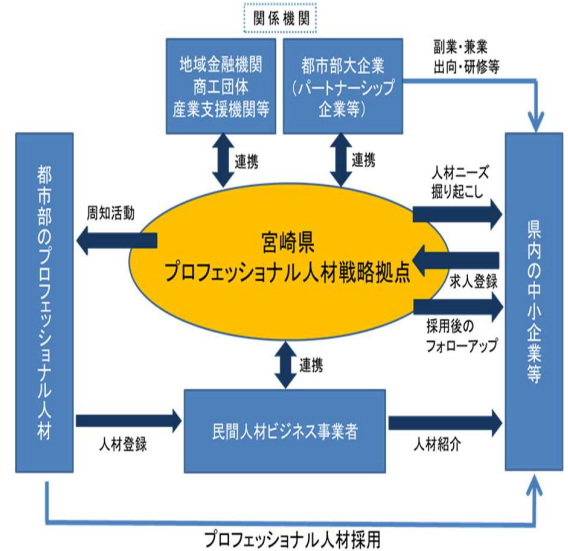 関係機関
地域金融機関
商工団体
産業支援機関等
都市部大企業
(パートナーシップ
企業等)
副業・兼業
出向・研修等
連携
連携
都市部のプロフェッショナル人材
周知活動
宮崎県
プロフェッショナル人材戦略拠点
人材ニーズ
掘り起こし
求人登録
採用後の
フォローアップ
県内の中小企業等
連携
人材登録
民間人材ビジネス事業者
人材紹介
プロフェッショナル人材採用